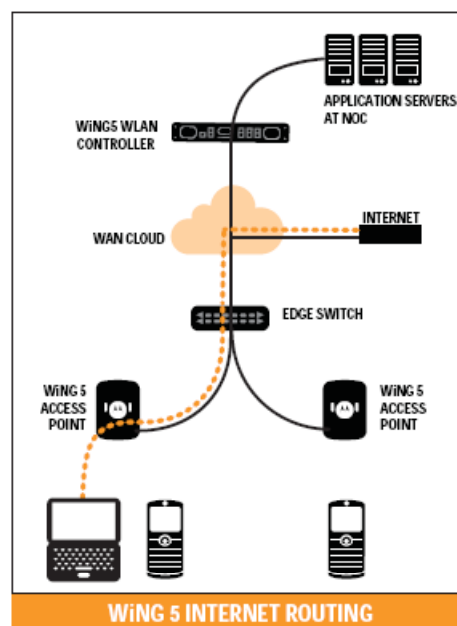 APPLICATION SERVERS
AT NOC
WiNG5 WLAN
CONTROLLER
INTERNET
WAN CLOUD
EDGE SWITCH
WiNG 5
ACCESS
POINT
WiNG 5
ACCESS
POINT
WiNG 5 INTERNET ROUTING